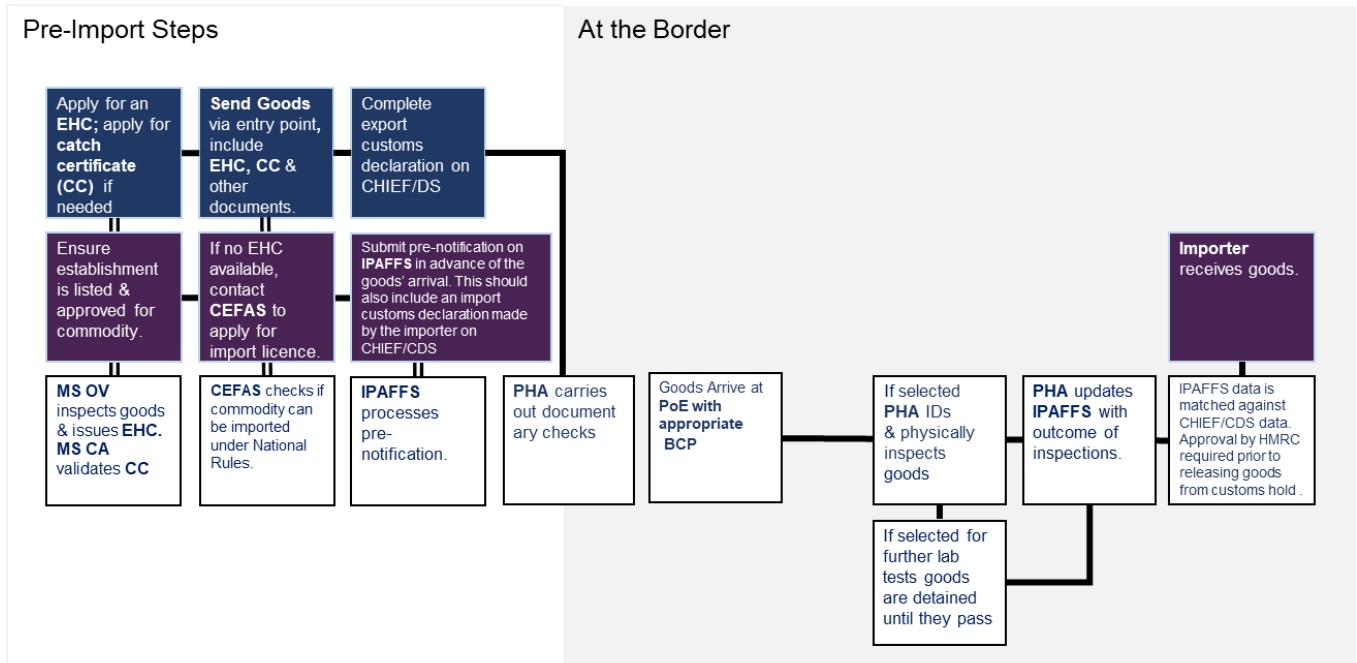 Pre-Import Steps
At the Border
Apply for an
EHC; apply for
catch
certificate
(CC) if
needed
Send Goods
via entry point,
include
EHC, CC &
other
documents.
Complete
export
customs
declaration on
CHIEF/DS
Ensure
establishment
is listed &
approved for
commodity.
If no EHC
available,
contact
CEFAS to
apply for
import licence.
Submit pre-notification on
IPAFFS in advance of the
goods' arrival. This should
also include an import
customs declaration made
by the importer on
CHIEF/CDS
Importer
receives goods.
MS OV
inspects goods
& issues EHC.
MS CA
validates CC
CEFAS checks if
commodity can
be imported
under National
Rules.
IPAFFS
processes
pre-
notification.
PHA carries
out document
ary checks
Goods Arrive at
PoE with
appropriate
BCP
If selected
PHA IDs
& physically
inspects
goods
PHA updates
IPAFFS with
outcome of
inspections.
IPAFFS data is
matched against
CHIEF/CDS data.
Approval by HMRC
required prior to
releasing goods
from customs hold .
If selected for
further lab
tests goods
are detained
until they pass